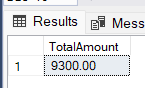 Results Mess
TotalAmount
1 9300.00